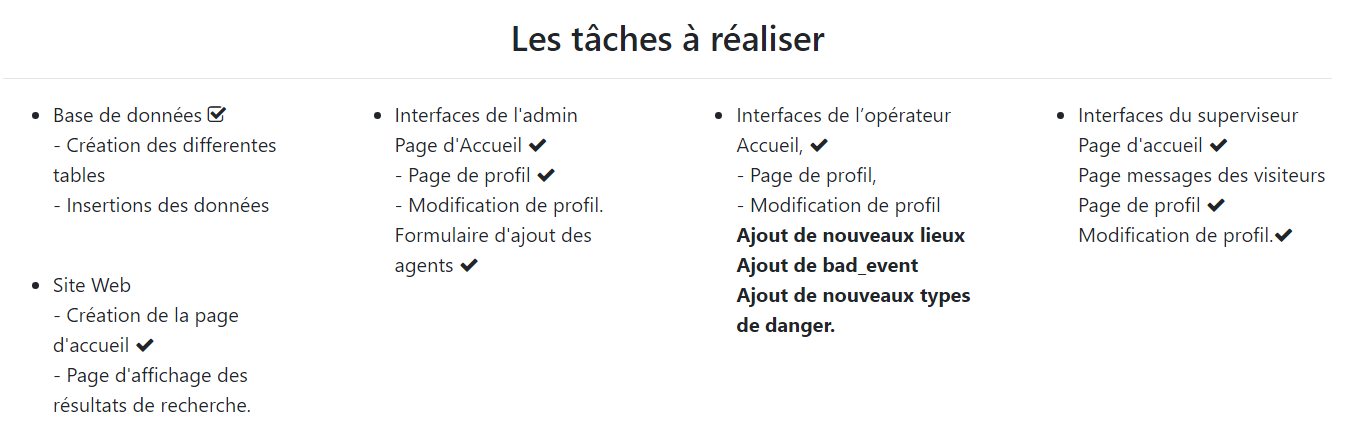 Les tâches à réaliser
• Base de données ☑
- Création des differentes
tables
- Insertions des données
• Site Web
- Création de la page
d'accueil ✔
- Page d'affichage des
résultats de recherche.
• Interfaces de l'admin
Page d'Accueil ✔
- Page de profil ✔
- Modification de profil.
Formulaire d'ajout des
agents ✔
• Interfaces de l’opérateur
Accueil, ✔
- Page de profil,
- Modification de profil
Ajout de nouveaux lieux
Ajout de bad_event
Ajout de nouveaux types
de danger.
• Interfaces du superviseur
Page d'accueil ✔
Page messages des visiteurs
Page de profil ✔
Modification de profil.✔